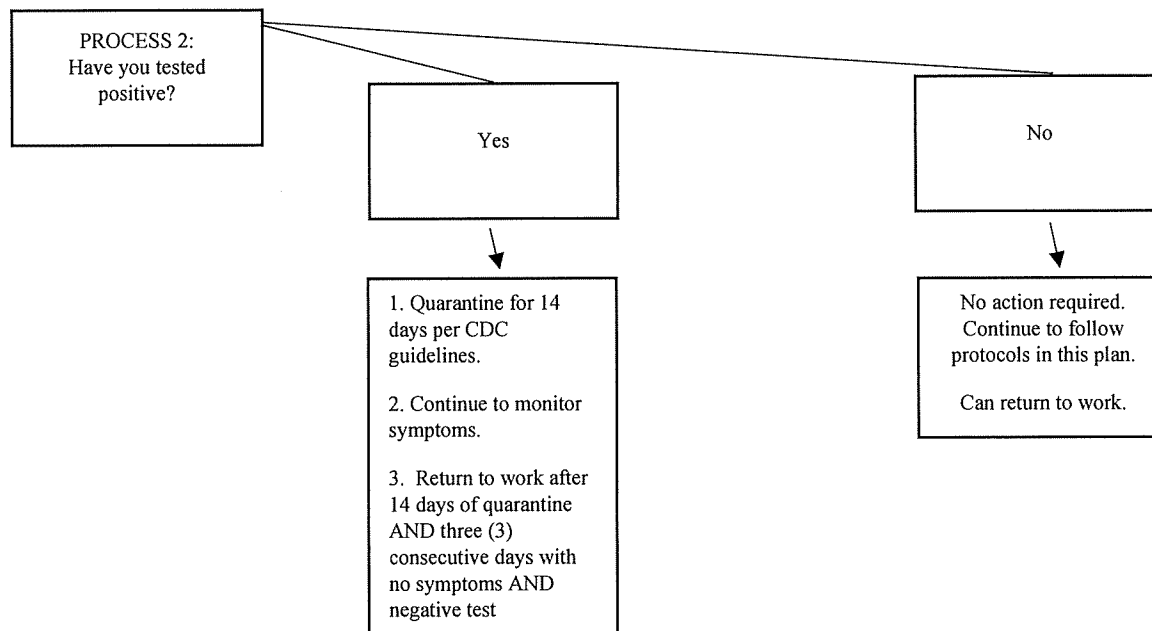 PROCESS 2:
Have you tested
positive?
Yes
No
1. Quarantine for 14
days per CDC
guidelines.
2. Continue to monitor
symptoms.
3. Return to work after
14 days of quarantine
AND three (3)
consecutive days with
no symptoms AND
negative test
No action required.
Continue to follow
protocols in this plan.
Can return to work.